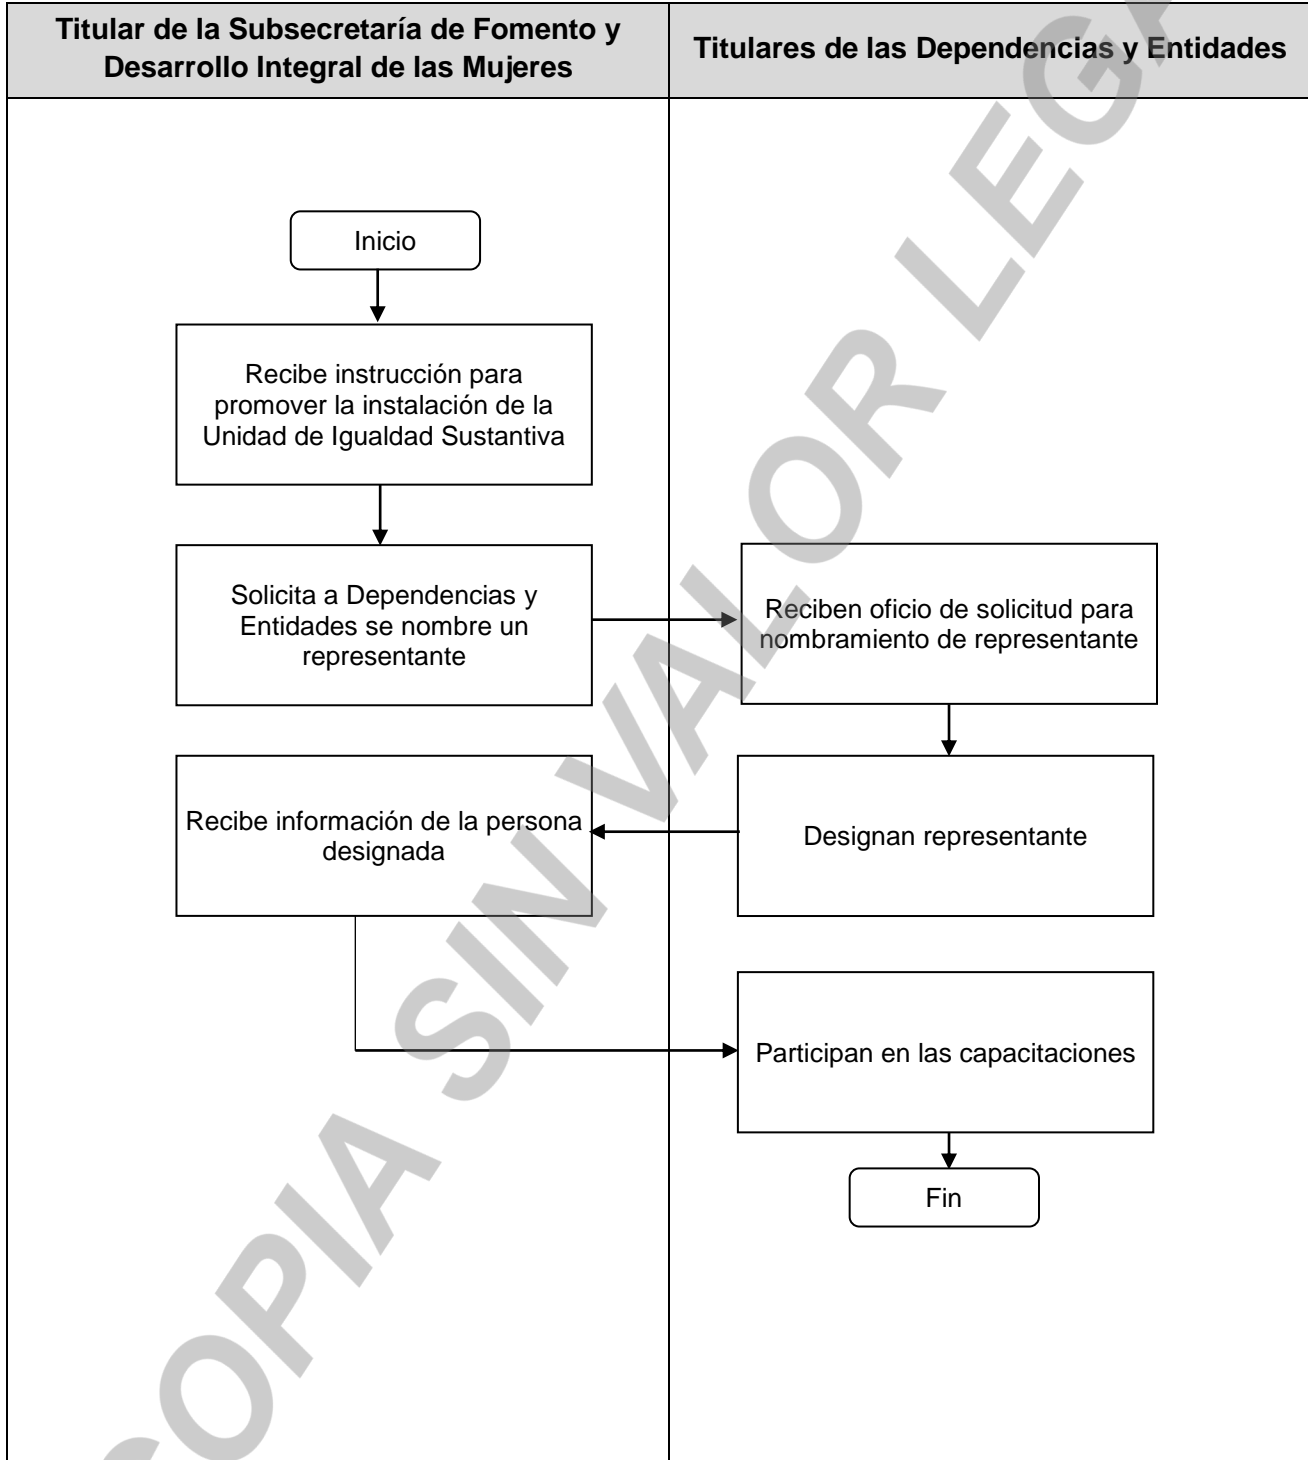 Titular de la Subsecretaría de Fomento y
Desarrollo Integral de las Mujeres
Titulares de las Dependencias y Entidades
Inicio
Recibe instrucción para
promover la instalación de la
Unidad de Igualdad Sustantiva
Solicita a Dependencias y
Entidades se nombre un
representante
Reciben oficio de solicitud para
nombramiento de representante
Recibe información de la persona
designada
Designan representante
Participan en las capacitaciones
Fin
COPIA SIN VALOR LEGA